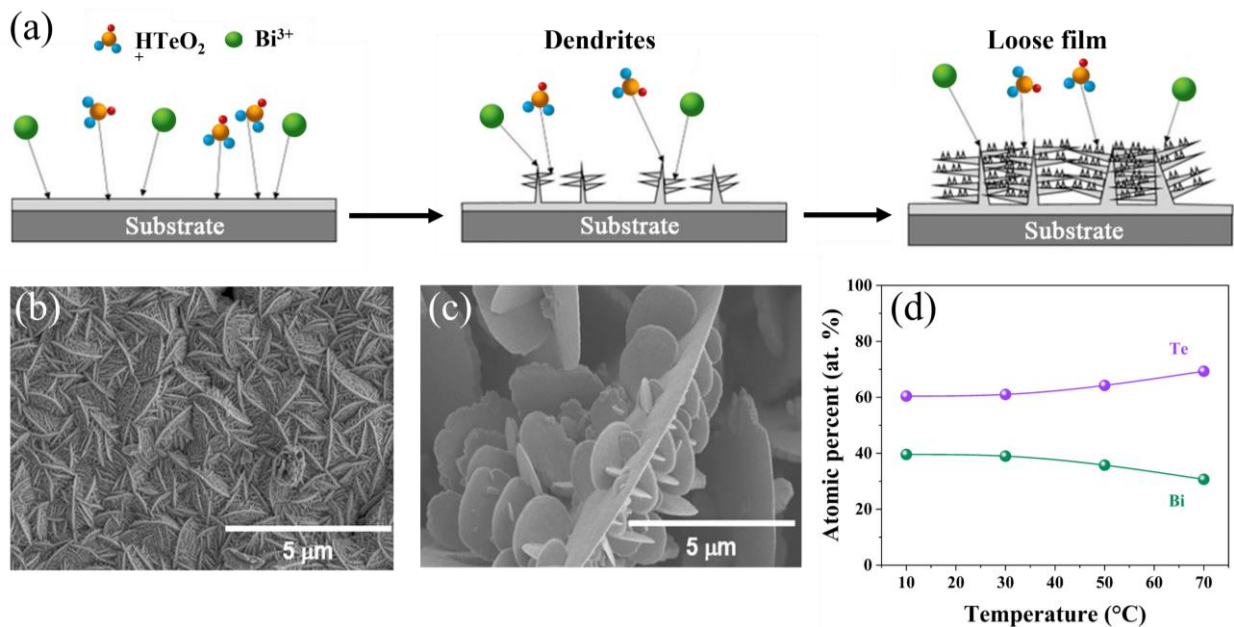 (a)
HTeO₂
+
Bi³⁺
Dendrites
Loose film
Substrate
Substrate
Substrate
(b)
5 μm
(c)
5 μm
(d)
100
80
60
40
20
0
Atomic percent (at. %)
Te
Bi
10 20 30 40 50 60 70
Temperature (°C)